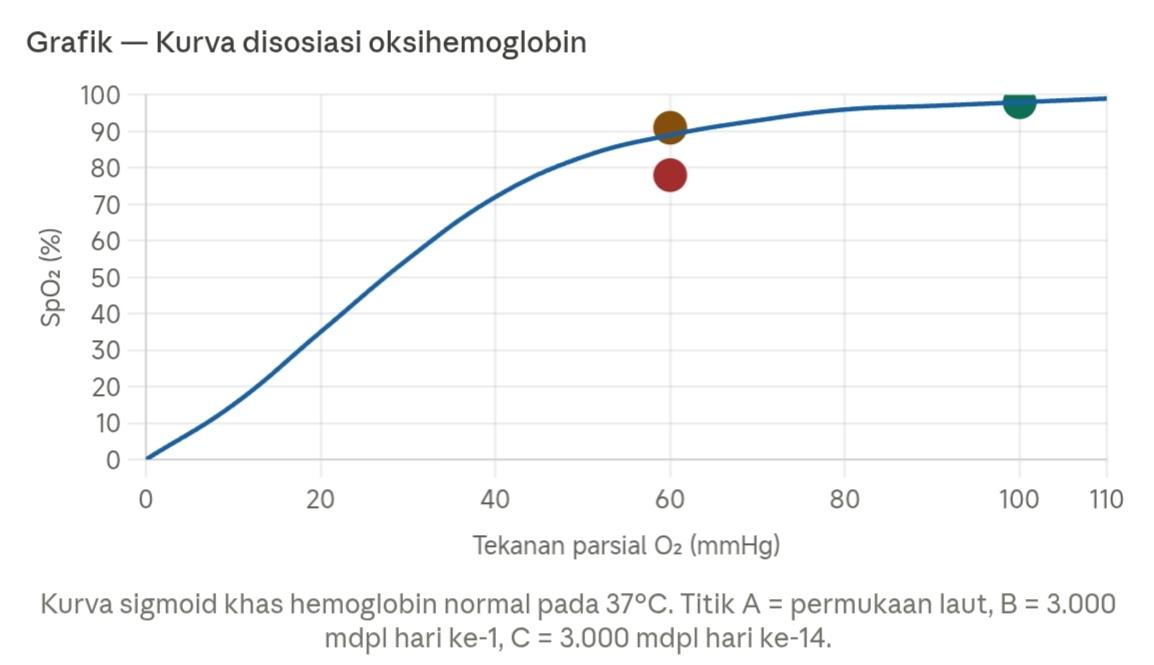 Grafik — Kurva disosiasi oksihemoglobin
100
90
80
70
60
50
40
30
20
10
0
SpO₂ (%)
0 20 40 60 80 100 110
Tekanan parsial O₂ (mmHg)
Kurva sigmoid khas hemoglobin normal pada 37°C. Titik A = permukaan laut, B = 3.000
mdpl hari ke-1, C = 3.000 mdpl hari ke-14.